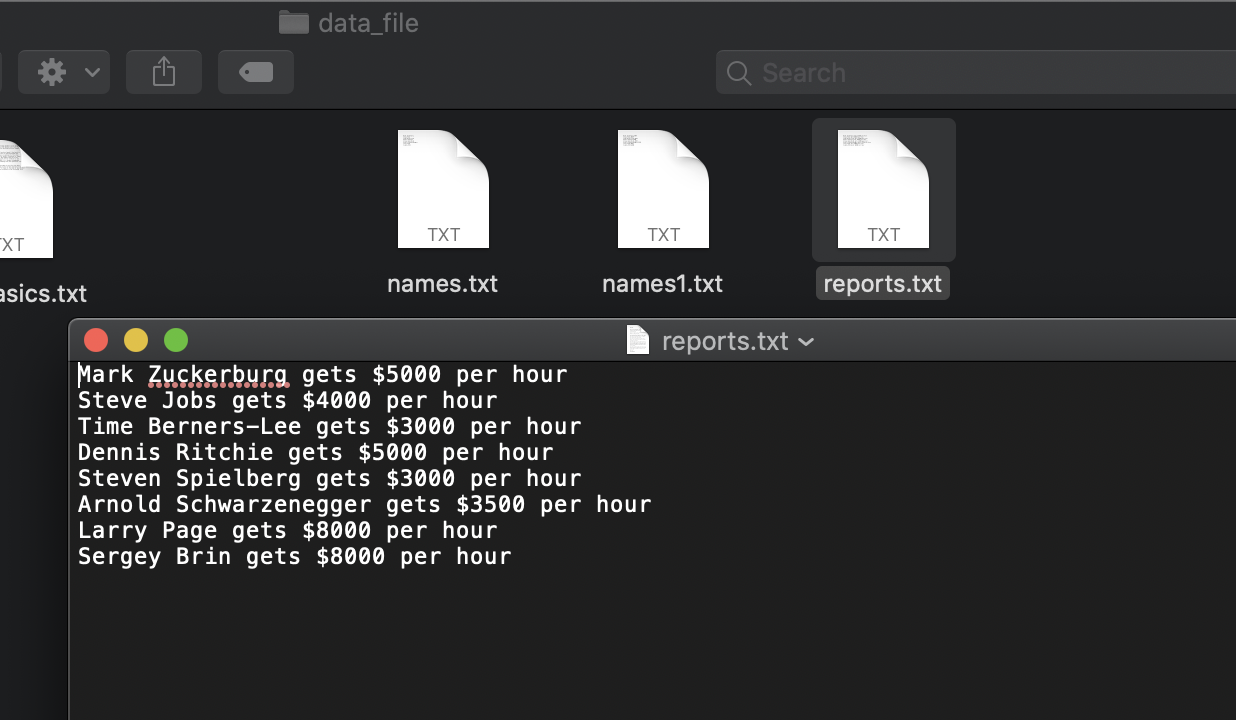 data_file
Search
TXT
TXT
TXT
names.txt
names1.txt
reports.txt
reports.txt
Mark Zuckerburg gets $5000 per hour
Steve Jobs gets $4000 per hour
Time Berners-Lee gets $3000 per hour
Dennis Ritchie gets $5000 per hour
Steven Spielberg gets $3000 per hour
Arnold Schwarzenegger gets $3500 per hour
Larry Page gets $8000 per hour
Sergey Brin gets $8000 per hour